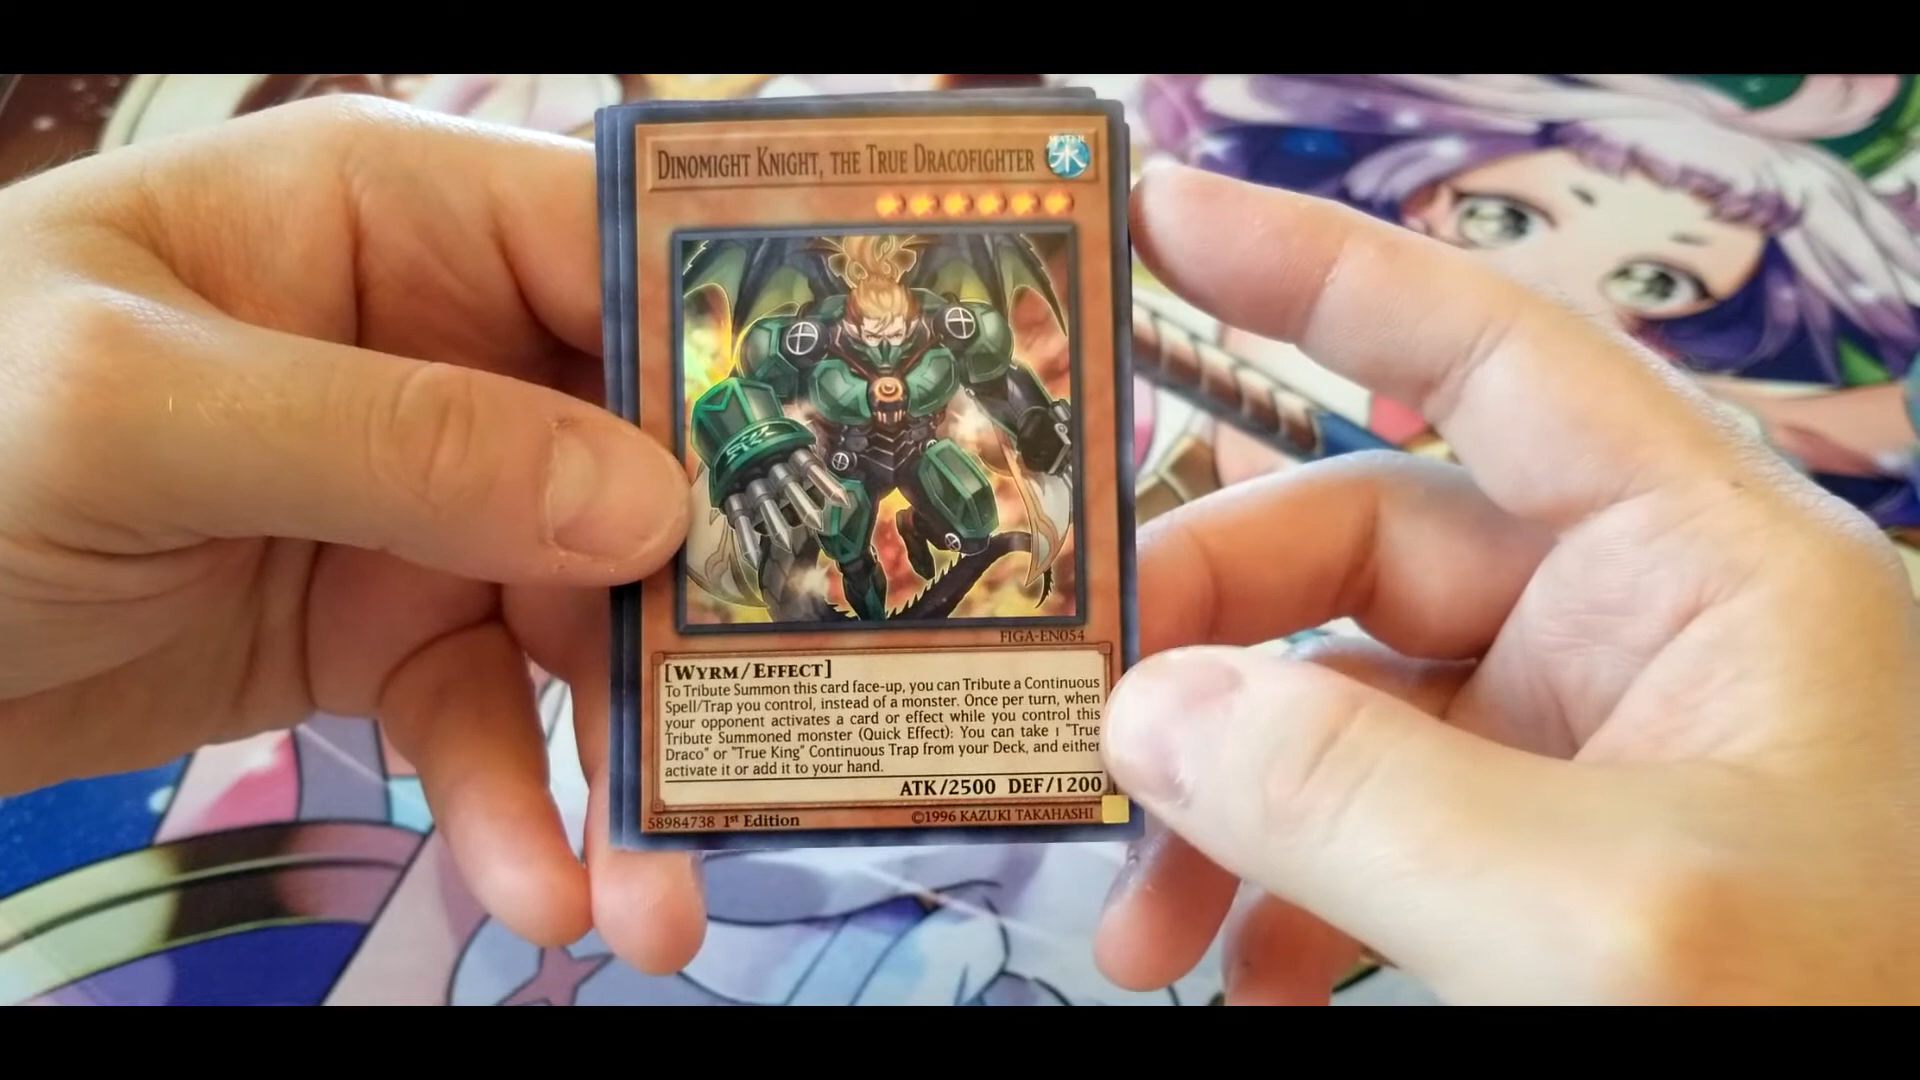 DINOMIGHT KNIGHT, THE TRUE DRACOFIGHTER
WATER
水
FIGA-EN054
[WYRM/EFFECT]
To Tribute Summon this card face-up, you can Tribute a Continuous
Spell/Trap you control, instead of a monster. Once per turn, when
your opponent activates a card or effect while you control this
Tribute Summoned monster (Quick Effect): You can take 1 "True
Draco" or "True King" Continuous Trap from your Deck, and either
activate it or add it to your hand.
ATK/2500 DEF/1200
58984738 1st Edition
©1996 KAZUKI TAKAHASHI